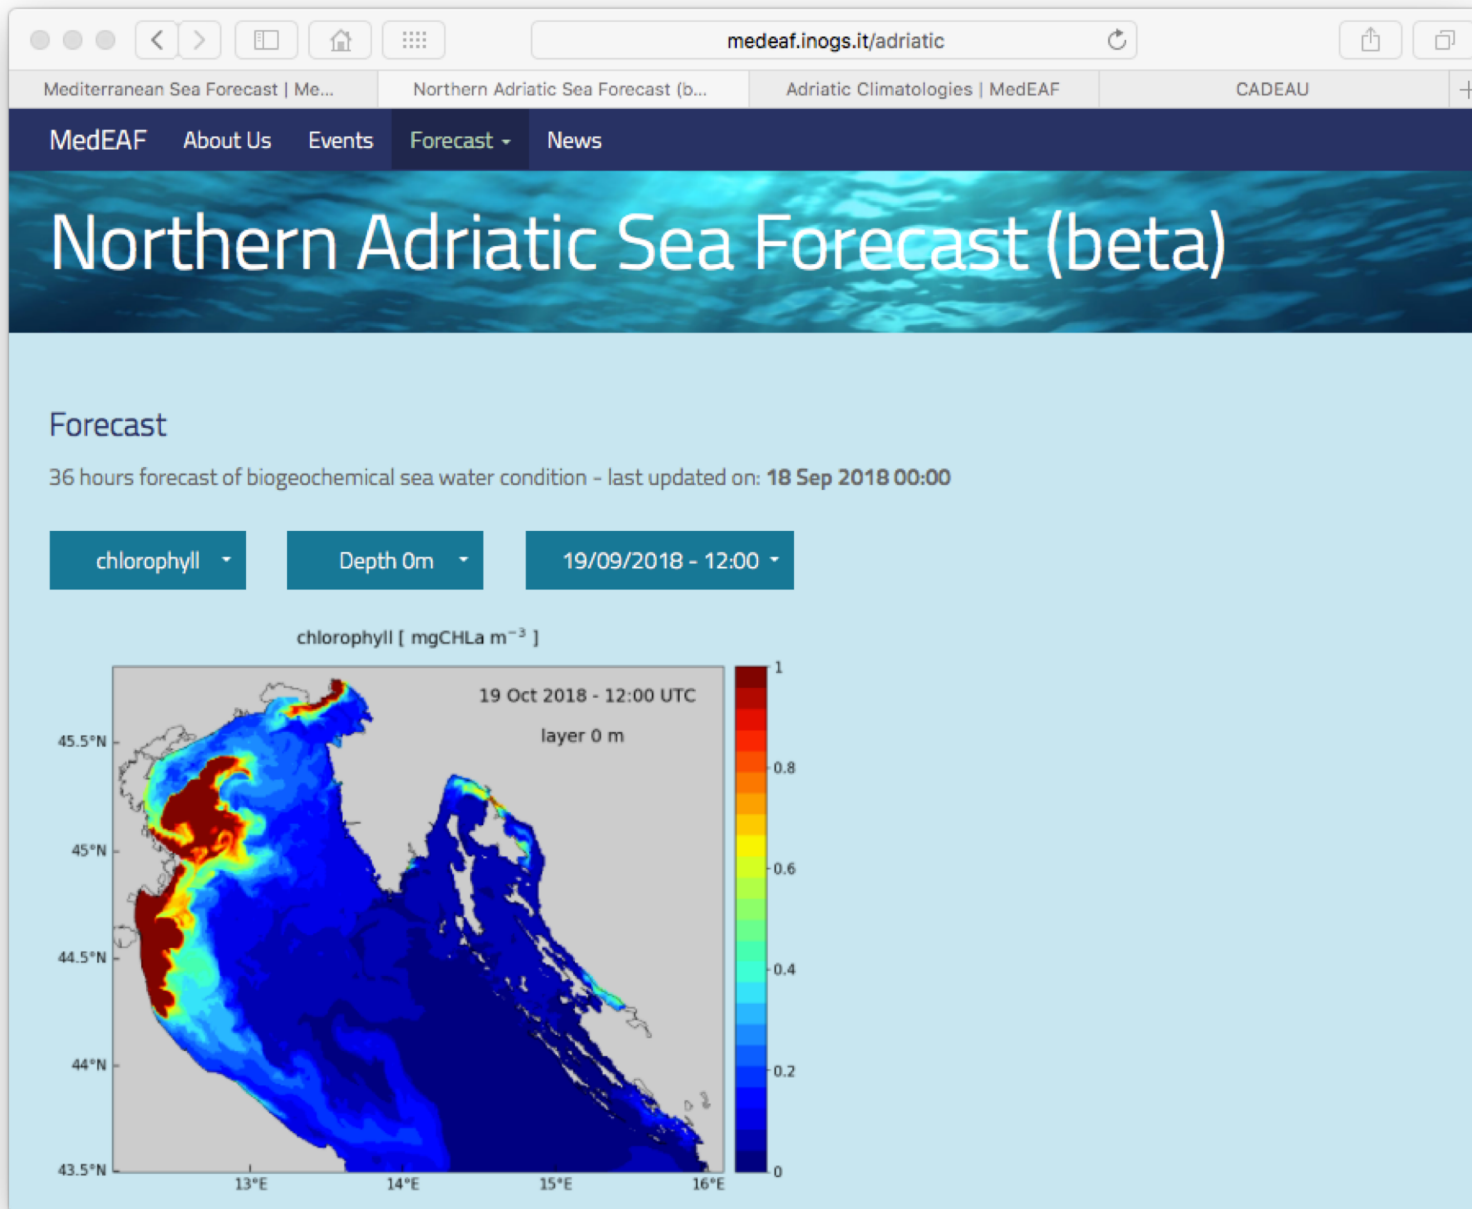 medeaf.inogs.it/adriatic
Mediterranean Sea Forecast | Me...
Northern Adriatic Sea Forecast (b...
Adriatic Climatologies | MedEAF
CADEAU
MedEAF About Us Events Forecast News
Northern Adriatic Sea Forecast (beta)
Forecast
36 hours forecast of biogeochemical sea water condition - last updated on: 18 Sep 2018 00:00
chlorophyll
Depth 0m
19/09/2018 - 12:00
chlorophyll [ mgCHLa m⁻³ ]
19 Oct 2018 - 12:00 UTC
layer 0 m
45.5°N
45°N
44.5°N
44°N
43.5°N
13°E 14°E 15°E 16°E
1
0.8
0.6
0.4
0.2
0